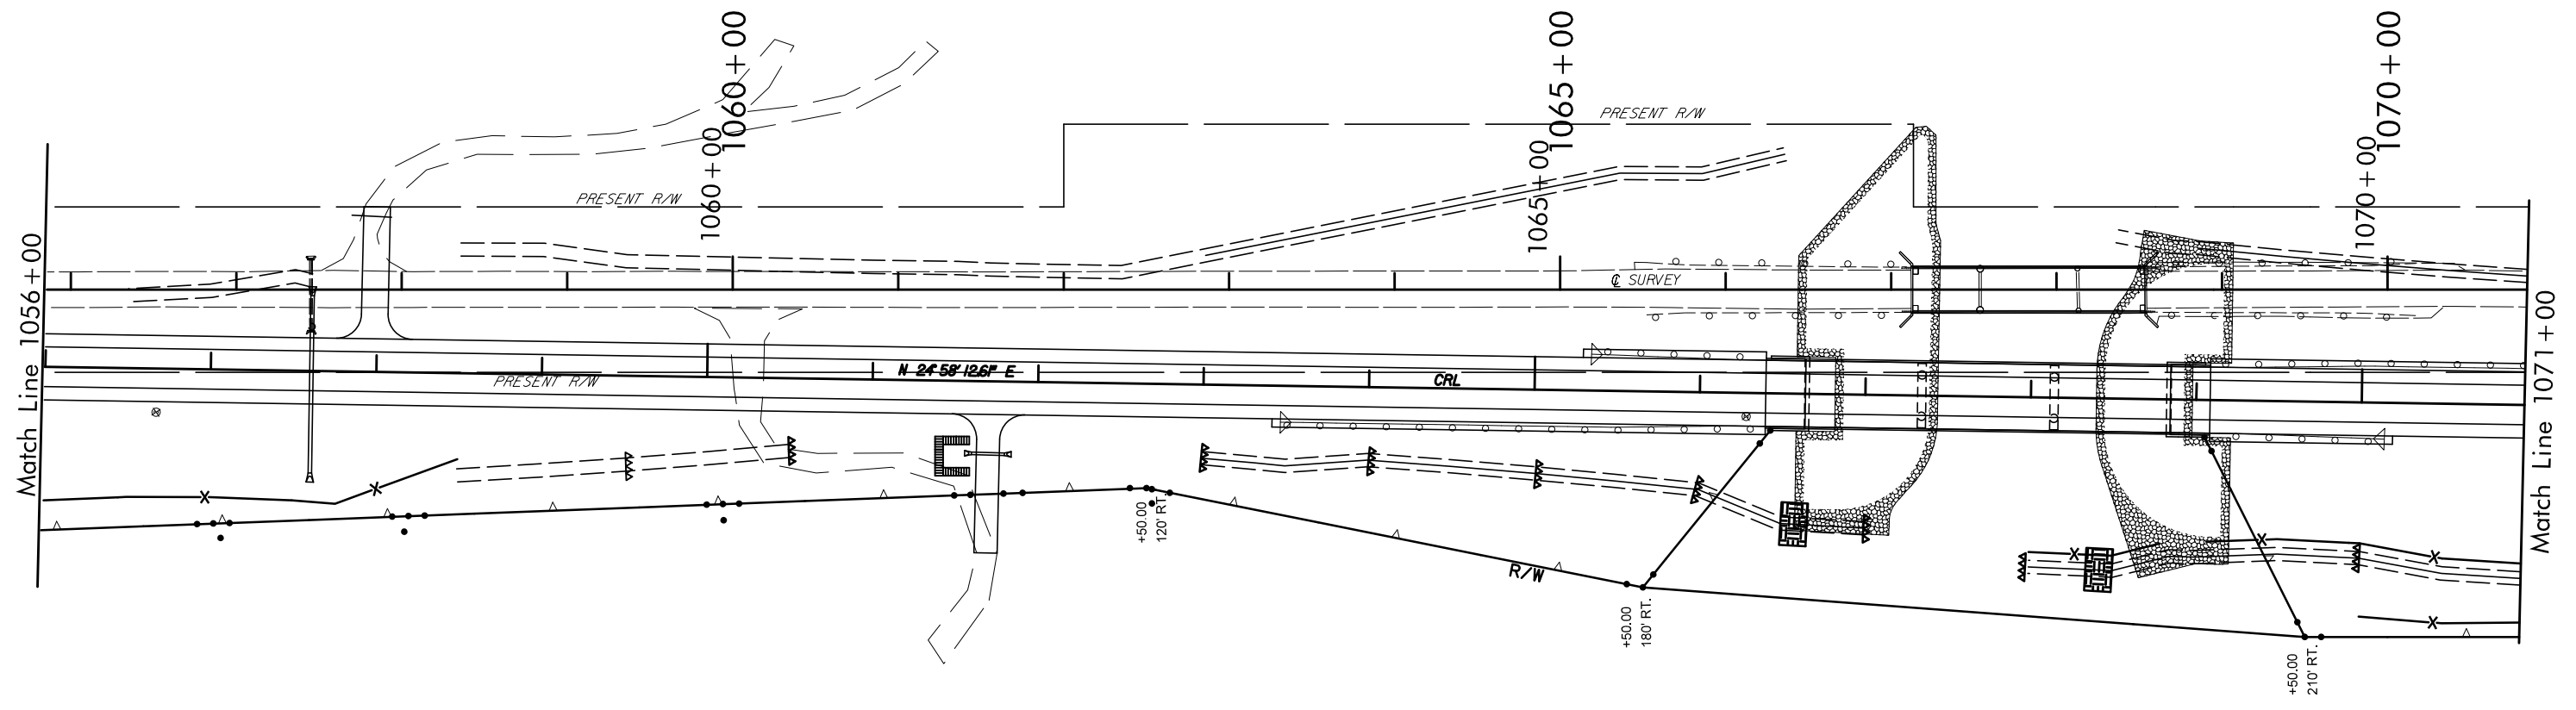 1060+00
1065+00
1070+00
PRESENT R/W
1060+00
1065+00
1070+00
PRESENT R/W
Match Line 1056+00
℄ SURVEY
Match Line 1071+00
N 24° 58' 12.61" E
CRL
PRESENT R/W
+50.00
120' RT.
R/W
+50.00
180' RT.
+50.00
210' RT.